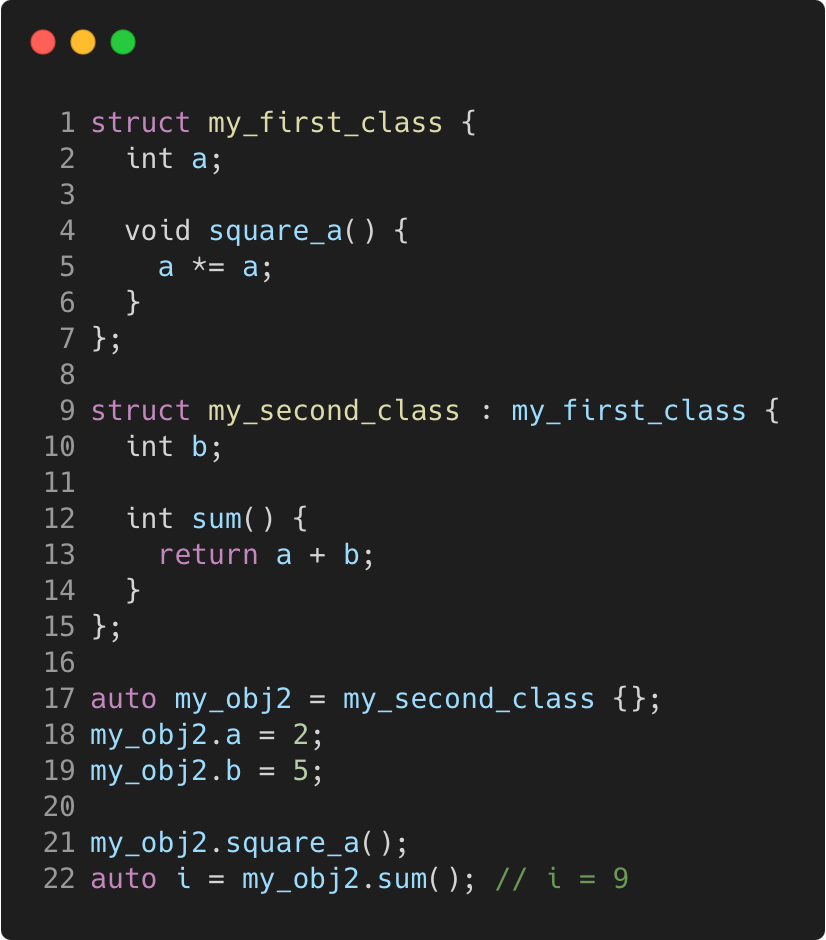 1 struct my_first_class {
2   int a;
3
4   void square_a() {
5     a *= a;
6   }
7 };
8
9 struct my_second_class : my_first_class {
10   int b;
11
12   int sum() {
13     return a + b;
14   }
15 };
16
17 auto my_obj2 = my_second_class {};
18 my_obj2.a = 2;
19 my_obj2.b = 5;
20
21 my_obj2.square_a();
22 auto i = my_obj2.sum(); // i = 9